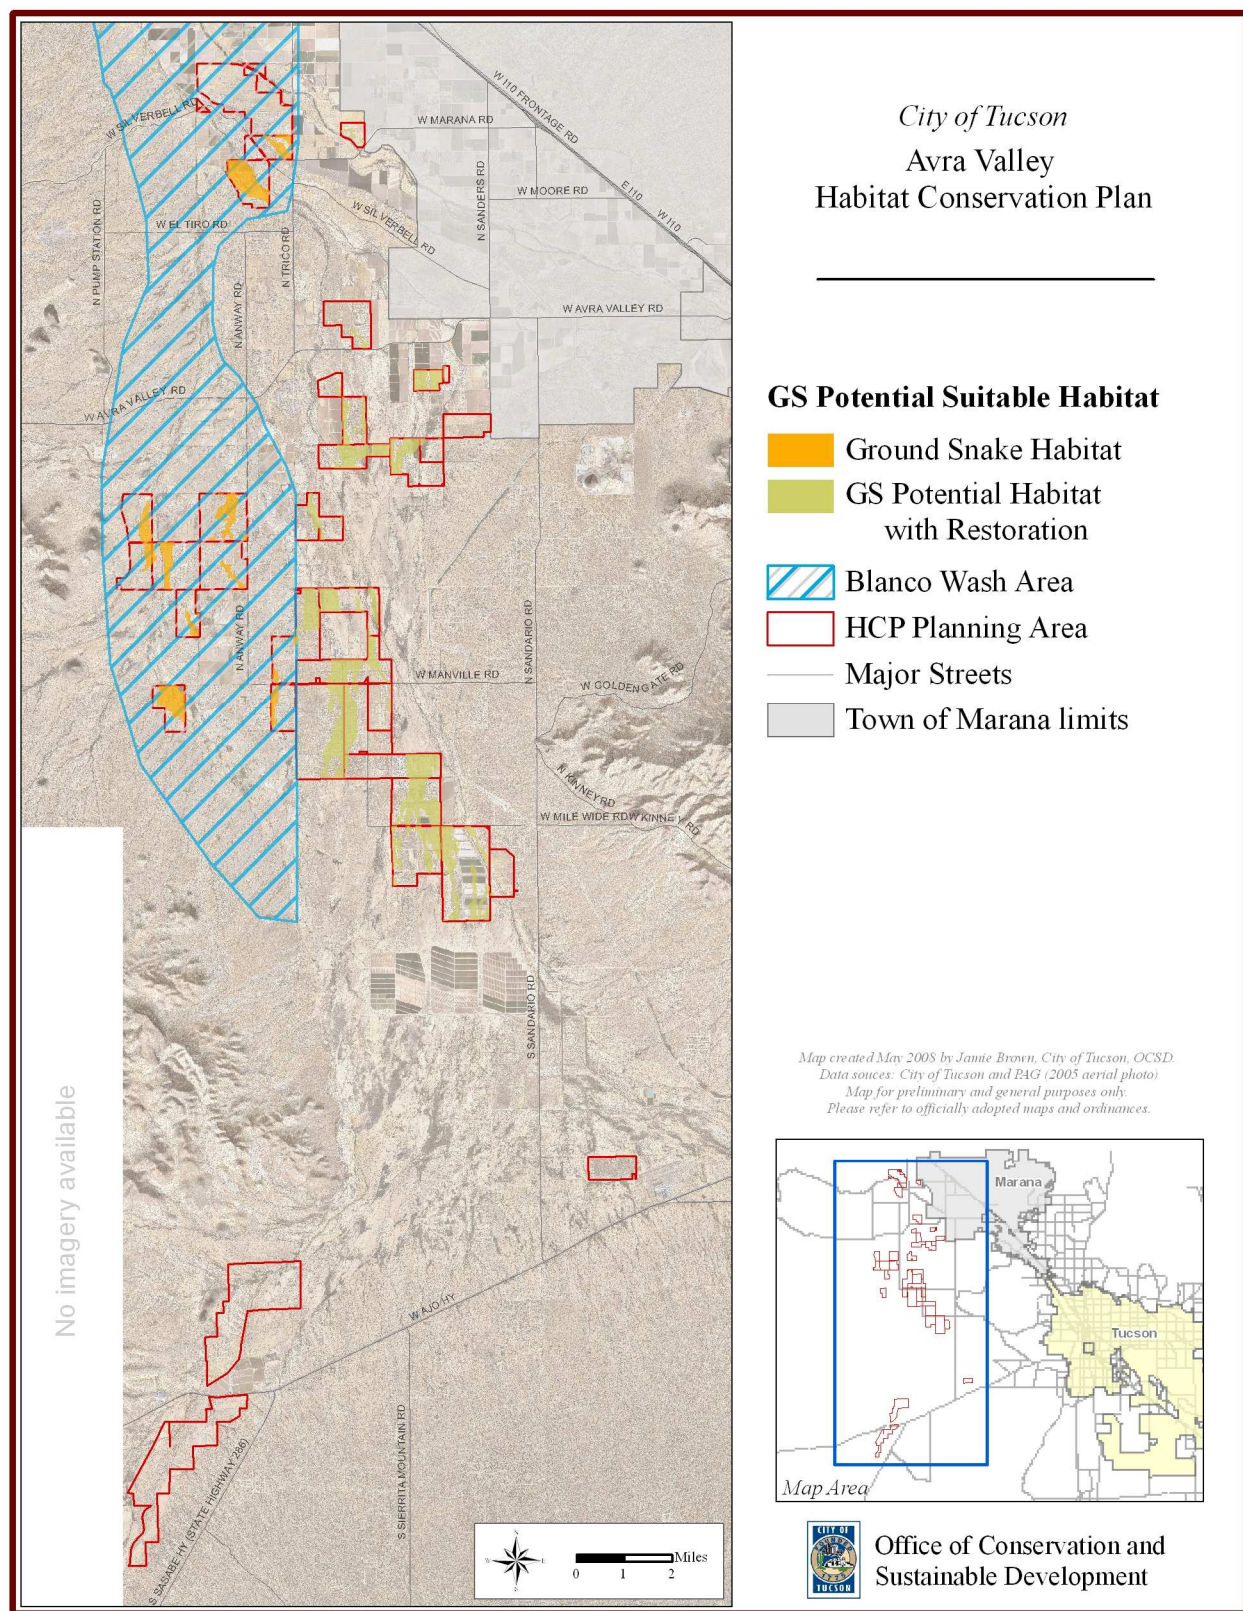 City of Tucson
Avra Valley
Habitat Conservation Plan
GS Potential Suitable Habitat
Ground Snake Habitat
GS Potential Habitat
with Restoration
Blanco Wash Area
HCP Planning Area
Major Streets
Town of Marana limits
Map created May 2008 by Jamie Brown, City of Tucson, OCSD.
Data souces: City of Tucson and PAG (2005 aerial photo)
Map for preliminary and general purposes only.
Please refer to officially adopted maps and ordinances.
Marana
Tucson
Map Area
CITY OF
TUCSON
Office of Conservation and
Sustainable Development
W SILVERBELL RD
W MARANA RD
W I10 FRONTAGE RD
W MOORE RD
E I10
W I10
N SANDERS RD
W SILVERBELL RD
N PUMP STATION RD
W EL TIRO RD
N TRICO RD
N ANWAY RD
W AVRA VALLEY RD
W AVRA VALLEY RD
N ANWAY RD
N SANDARIO RD
W MANVILLE RD
W GOLDEN GATE RD
N KINNEY RD
W MILE WIDE RD
W KINNEY RD
S SANDARIO RD
No imagery available
W AJO HY
S SASABE HY (STATE HIGHWAY 286)
S SIERRITA MOUNTAIN RD
N
W
E
S
Miles
0 1 2